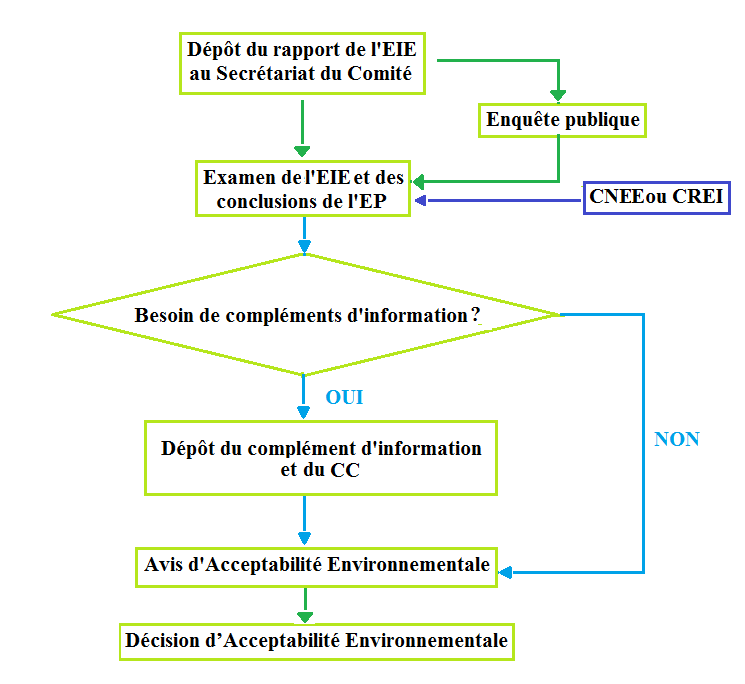 Dépôt du rapport de l'EIE
au Secrétariat du Comité
Enquête publique
Examen de l'EIE et des
conclusions de l'EP
CNEE ou CREI
Besoin de compléments d'information ?
OUI
NON
Dépôt du complément d'information
et du CC
Avis d'Acceptabilité Environnementale
Décision d’Acceptabilité Environnementale